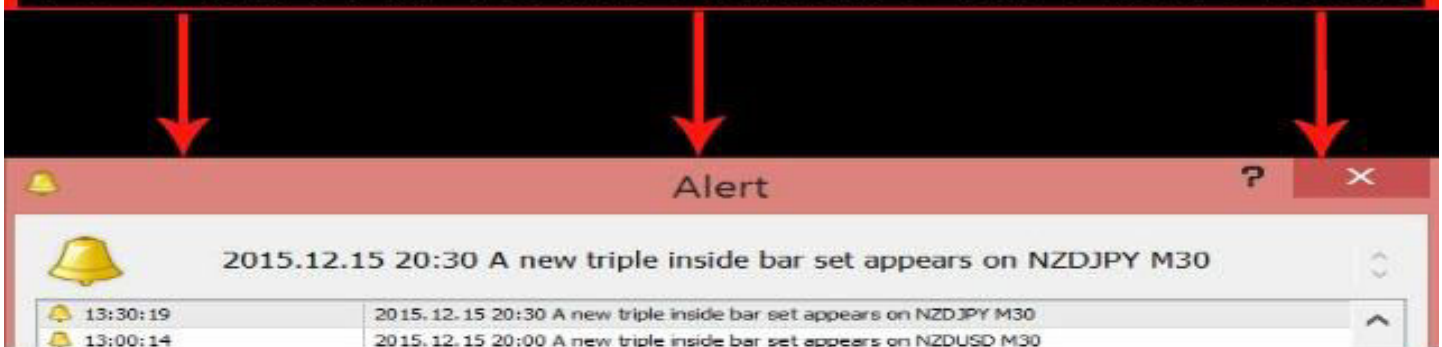 Alert
?
2015.12.15 20:30 A new triple inside bar set appears on NZDJPY M30
13:30:19 2015.12.15 20:30 A new triple inside bar set appears on NZDJPY M30
13:00:14 2015.12.15 20:00 A new triple inside bar set appears on NZDUSD M30